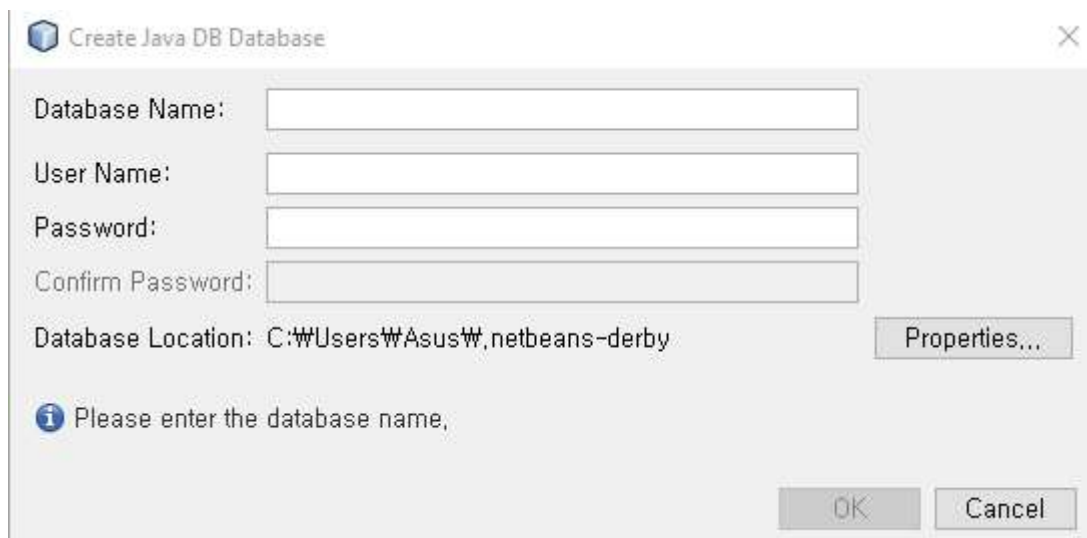 Create Java DB Database
Database Name:
User Name:
Password:
Confirm Password:
Database Location: C:₩Users₩Asus₩.netbeans-derby Properties...
Please enter the database name.
OK Cancel